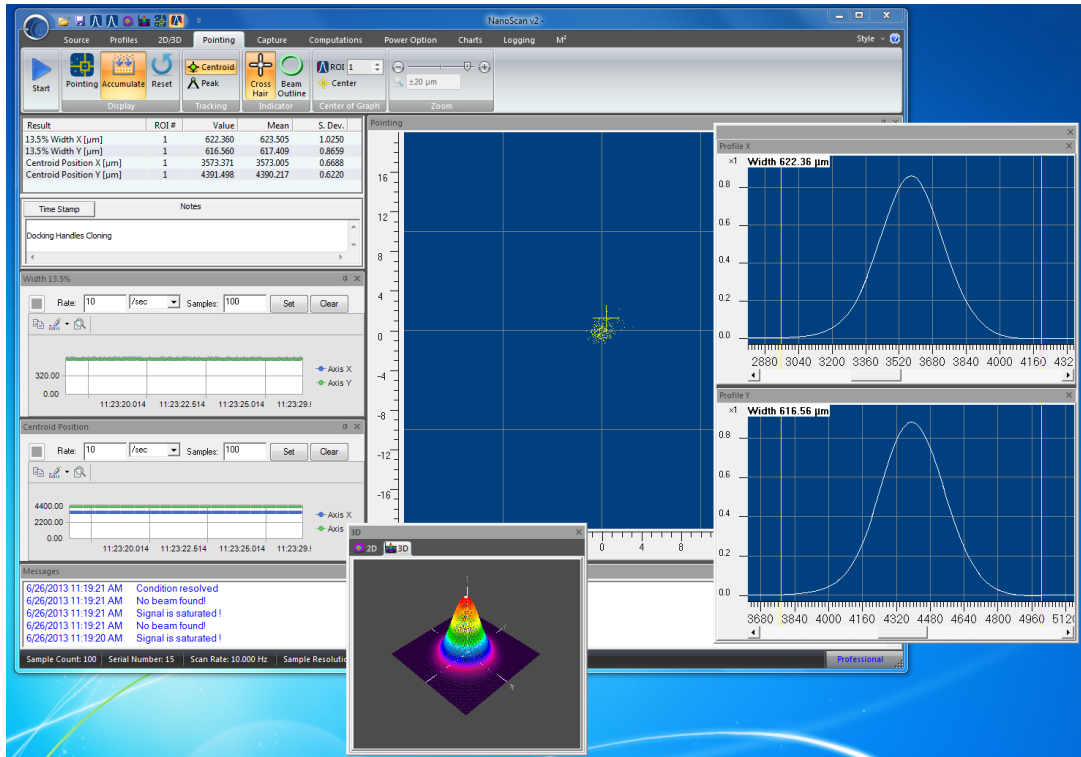 NanoScan v2 -
Source Profiles 2D/3D Pointing Capture Computations Power Option Charts Logging M² Style
Start Pointing Accumulate Reset
Centroid
Peak
Cross Hair Beam Outline
ROI 1
Center
±20 µm
Display Tracking Indicator Center of Graph Zoom
Result ROI # Value Mean S. Dev.
13.5% Width X [µm] 1 622.360 623.505 1.0250
13.5% Width Y [µm] 1 616.560 617.409 0.8659
Centroid Position X [µm] 1 3573.371 3573.005 0.6688
Centroid Position Y [µm] 1 4391.498 4390.217 0.6220
Time Stamp Notes
Docking Handles Cloning
Width 13.5%
Rate: 10 /sec Samples: 100 Set Clear
320.00
0.00
11:23:20.014 11:23:22.514 11:23:25.014 11:23:29.
Axis X
Axis Y
Centroid Position
Rate: 10 /sec Samples: 100 Set Clear
4400.00
2200.00
0.00
11:23:20.014 11:23:22.514 11:23:25.014 11:23:29.
Axis X
Axis
Messages
6/26/2013 11:19:21 AM Condition resolved
6/26/2013 11:19:21 AM No beam found!
6/26/2013 11:19:21 AM Signal is saturated !
6/26/2013 11:19:21 AM No beam found!
6/26/2013 11:19:20 AM Signal is saturated !
Sample Count: 100 Serial Number: 15 Scan Rate: 10.000 Hz Sample Resolutio
Professional
Pointing
16
12
8
4
0
-4
-8
-12
-16
0 4 8
3D
2D 3D
Profile X
×1 Width 622.36 µm
0.8
0.6
0.4
0.2
0.0
2880 3040 3200 3360 3520 3680 3840 4000 4160 432
Profile Y
×1 Width 616.56 µm
0.8
0.6
0.4
0.2
0.0
3680 3840 4000 4160 4320 4480 4640 4800 4960 5120